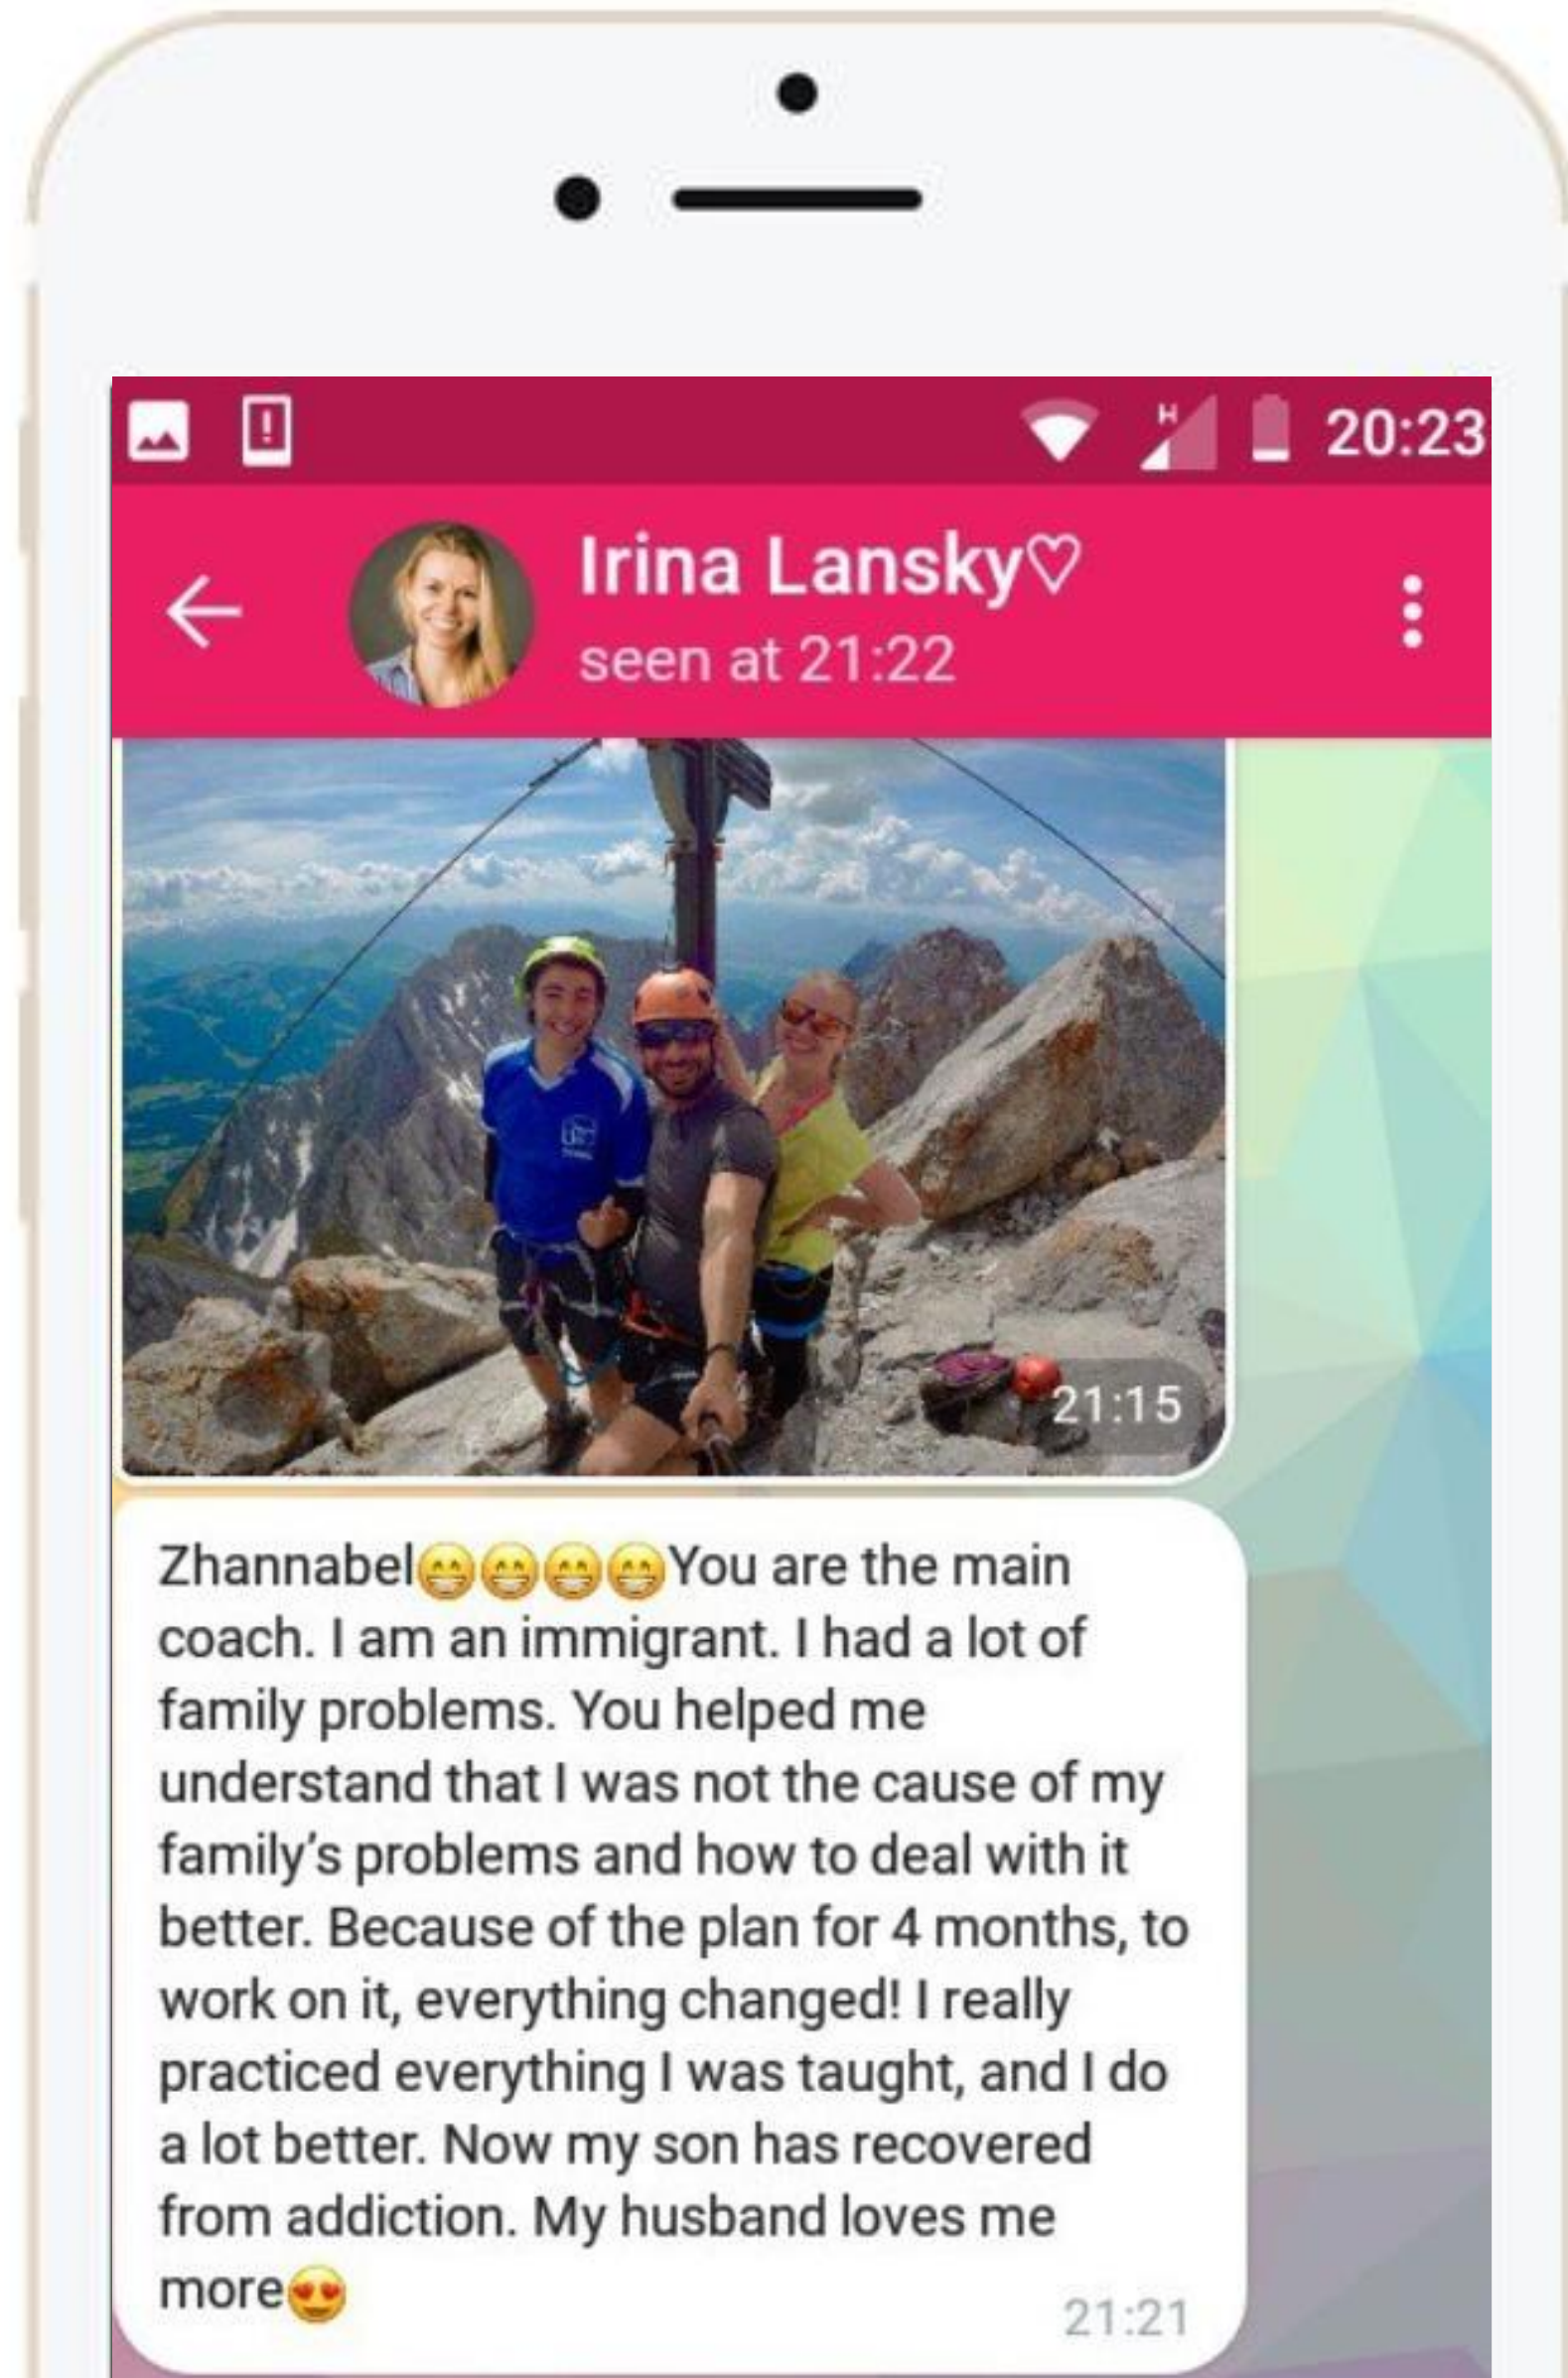 20:23
H
Irina Lansky♡
seen at 21:22
21:15
Zhannabel😁😁😁😁You are the main
coach. I am an immigrant. I had a lot of
family problems. You helped me
understand that I was not the cause of my
family’s problems and how to deal with it
better. Because of the plan for 4 months, to
work on it, everything changed! I really
practiced everything I was taught, and I do
a lot better. Now my son has recovered
from addiction. My husband loves me
more😍
21:21